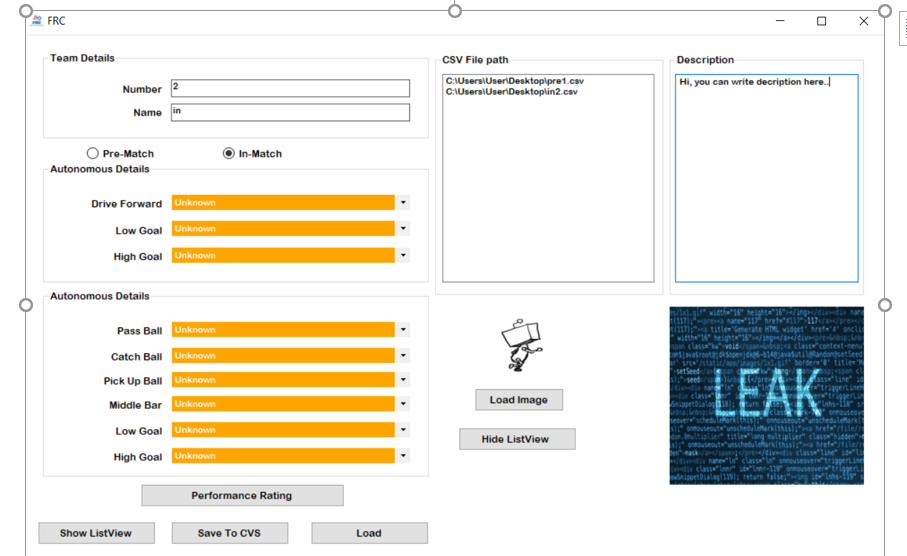 FRC
Team Details
Number 2
Name in
Pre-Match In-Match
Autonomous Details
Drive Forward Unknown
Low Goal Unknown
High Goal Unknown
Autonomous Details
Pass Ball Unknown
Catch Ball Unknown
Pick Up Ball Unknown
Middle Bar Unknown
Low Goal Unknown
High Goal Unknown
Performance Rating
Show ListView Save To CVS Load
CSV File path
C:\Users\User\Desktop\pre1.csv
C:\Users\User\Desktop\in2.csv
Load Image
Hide ListView
Description
Hi, you can write decription here..
LEAK